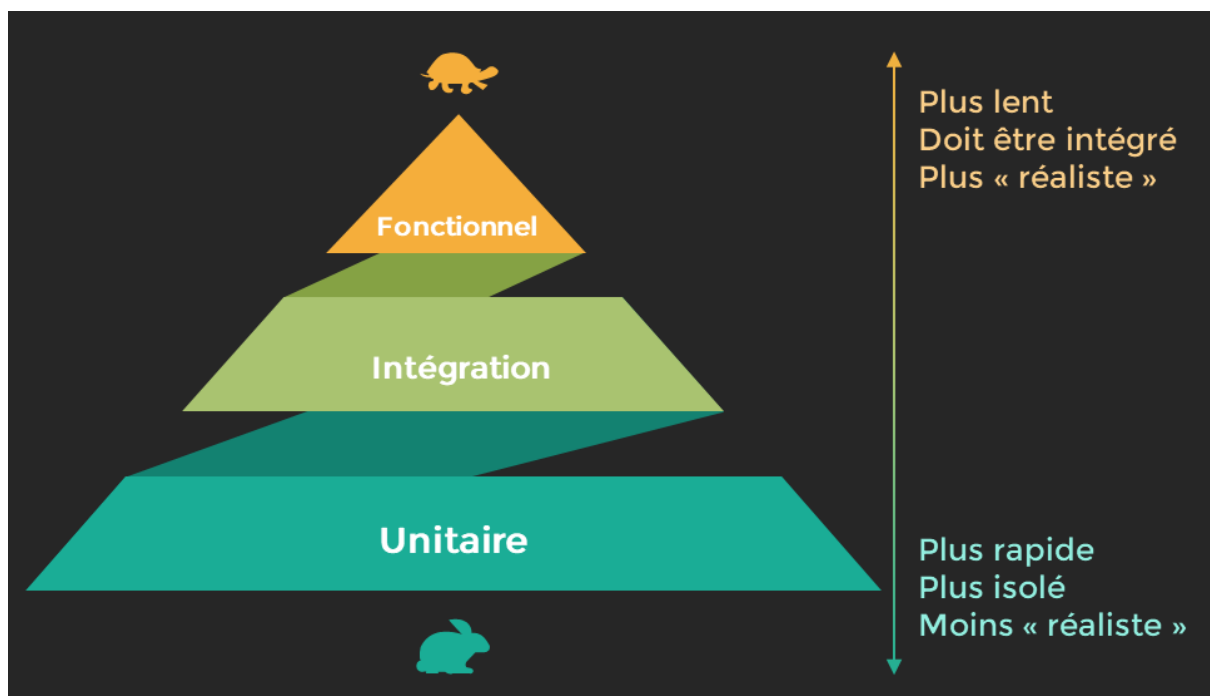 Plus lent
Doit être intégré
Plus « réaliste »
Fonctionnel
Intégration
Unitaire
Plus rapide
Plus isolé
Moins « réaliste »